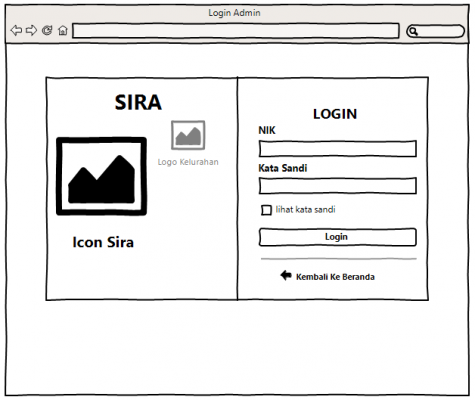 Login Admin
SIRA
Logo Kelurahan
Icon Sira
LOGIN
NIK
Kata Sandi
lihat kata sandi
Login
Kembali Ke Beranda